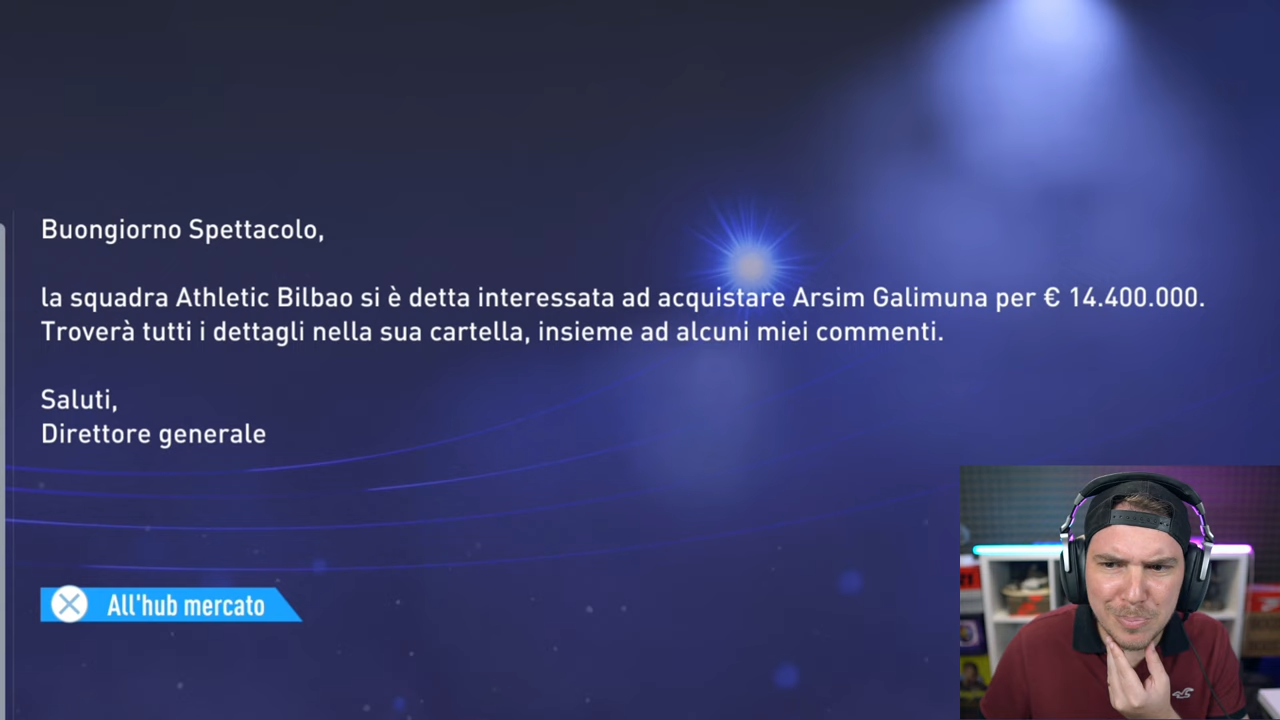 Buongiorno Spettacolo,
la squadra Athletic Bilbao si è detta interessata ad acquistare Arsim Galimuna per € 14.400.000.
Troverà tutti i dettagli nella sua cartella, insieme ad alcuni miei commenti.
Saluti,
Direttore generale
All'hub mercato